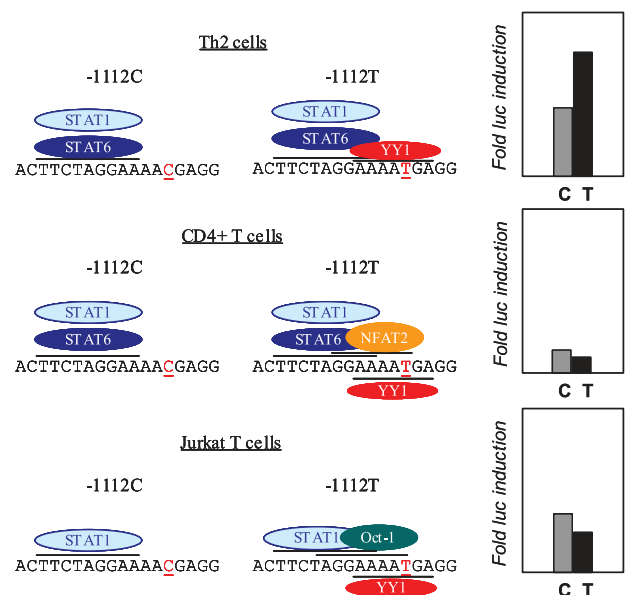 Th2 cells
-1112C
-1112T
STAT1
STAT1
STAT6
STAT6
YY1
ACTTCTAGGAAAACGAGG
ACTTCTAGGAAAATGAGG
Fold luc induction
C T
CD4+ T cells
-1112C
-1112T
STAT1
STAT1
STAT6
STAT6
NFAT2
ACTTCTAGGAAAACGAGG
ACTTCTAGGAAAATGAGG
YY1
Fold luc induction
C T
Jurkat T cells
-1112C
-1112T
STAT1
STAT1
Oct-1
ACTTCTAGGAAAACGAGG
ACTTCTAGGAAAATGAGG
YY1
Fold luc induction
C T